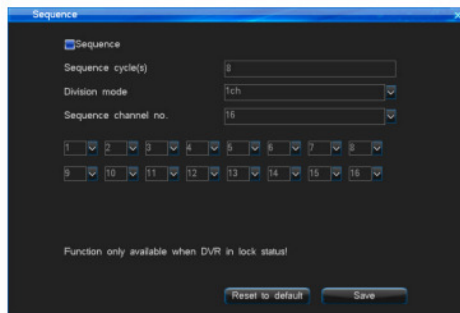 Sequence
Sequence
Sequence cycle(s) 8
Division mode 1ch
Sequence channel no. 16
1 2 3 4 5 6 7 8
9 10 11 12 13 14 15 16
Function only available when DVR in lock status!
Reset to default Save